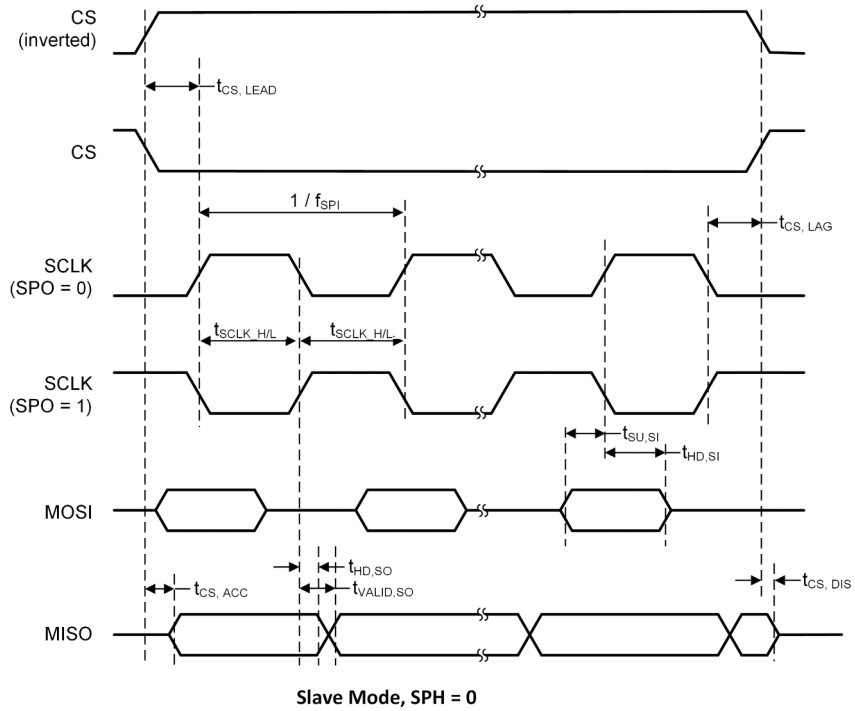 CS
(inverted)
tCS, LEAD
CS
1 / fSPI
tCS, LAG
SCLK
(SPO = 0)
tSCLK_H/L
tSCLK_H/L.
SCLK
(SPO = 1)
tSU,SI
tHD,SI
MOSI
tHD,SO
tCS, ACC
tVALID,SO
tCS, DIS
MISO
Slave Mode, SPH = 0